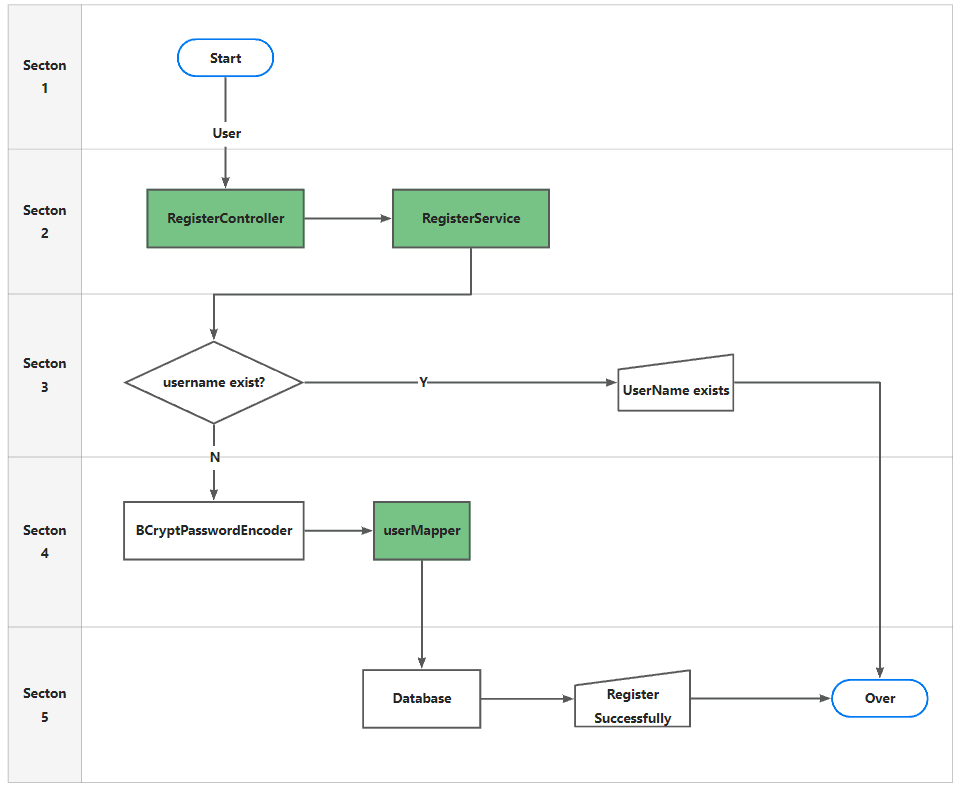 Secton
1
Start
User
Secton
2
RegisterController
RegisterService
Secton
3
username exist?
Y
UserName exists
N
Secton
4
BCryptPasswordEncoder
userMapper
Secton
5
Database
Register
Successfully
Over